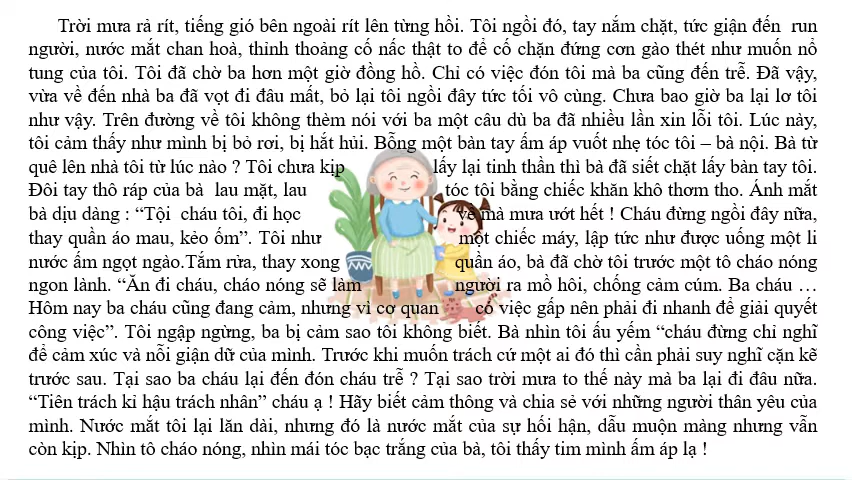 Trời mưa rả rít, tiếng gió bên ngoài rít lên từng hồi. Tôi ngồi đó, tay nắm chặt, tức giận đến run
người, nước mắt chan hoà, thỉnh thoảng cố nấc thật to để cố chặn đứng cơn gào thét như muốn nổ
tung của tôi. Tôi đã chờ ba hơn một giờ đồng hồ. Chỉ có việc đón tôi mà ba cũng đến trễ. Đã vậy,
vừa về đến nhà ba đã vọt đi đâu mất, bỏ lại tôi ngồi đây tức tối vô cùng. Chưa bao giờ ba lại lơ tôi
như vậy. Trên đường về tôi không thèm nói với ba một câu dù ba đã nhiều lần xin lỗi tôi. Lúc này,
tôi cảm thấy như mình bị bỏ rơi, bị hắt hủi. Bỗng một bàn tay ấm áp vuốt nhẹ tóc tôi – bà nội. Bà từ
quê lên nhà tôi từ lúc nào ? Tôi chưa kịp lấy lại tinh thần thì bà đã siết chặt lấy bàn tay tôi.
Đôi tay thô ráp của bà lau mặt, lau tóc tôi bằng chiếc khăn khô thơm tho. Ánh mắt
bà dịu dàng : “Tội cháu tôi, đi học về mà mưa ướt hết ! Cháu đừng ngồi đây nữa,
thay quần áo mau, kẻo ốm”. Tôi như một chiếc máy, lập tức như được uống một li
nước ấm ngọt ngào.Tắm rửa, thay xong quần áo, bà đã chờ tôi trước một tô cháo nóng
ngon lành. “Ăn đi cháu, cháo nóng sẽ làm người ra mồ hôi, chống cảm cúm. Ba cháu …
Hôm nay ba cháu cũng đang cảm, nhưng vì cơ quan có việc gấp nên phải đi nhanh để giải quyết
công việc”. Tôi ngập ngừng, ba bị cảm sao tôi không biết. Bà nhìn tôi ấu yếm “cháu đừng chỉ nghĩ
để cảm xúc và nỗi giận dữ của mình. Trước khi muốn trách cứ một ai đó thì cần phải suy nghĩ cặn kẽ
trước sau. Tại sao ba cháu lại đến đón cháu trễ ? Tại sao trời mưa to thế này mà ba lại đi đâu nữa.
“Tiên trách kỉ hậu trách nhân” cháu ạ ! Hãy biết cảm thông và chia sẻ với những người thân yêu của
mình. Nước mắt tôi lại lăn dài, nhưng đó là nước mắt của sự hối hận, dẫu muộn màng nhưng vẫn
còn kịp. Nhìn tô cháo nóng, nhìn mái tóc bạc trắng của bà, tôi thấy tim mình ấm áp lạ !